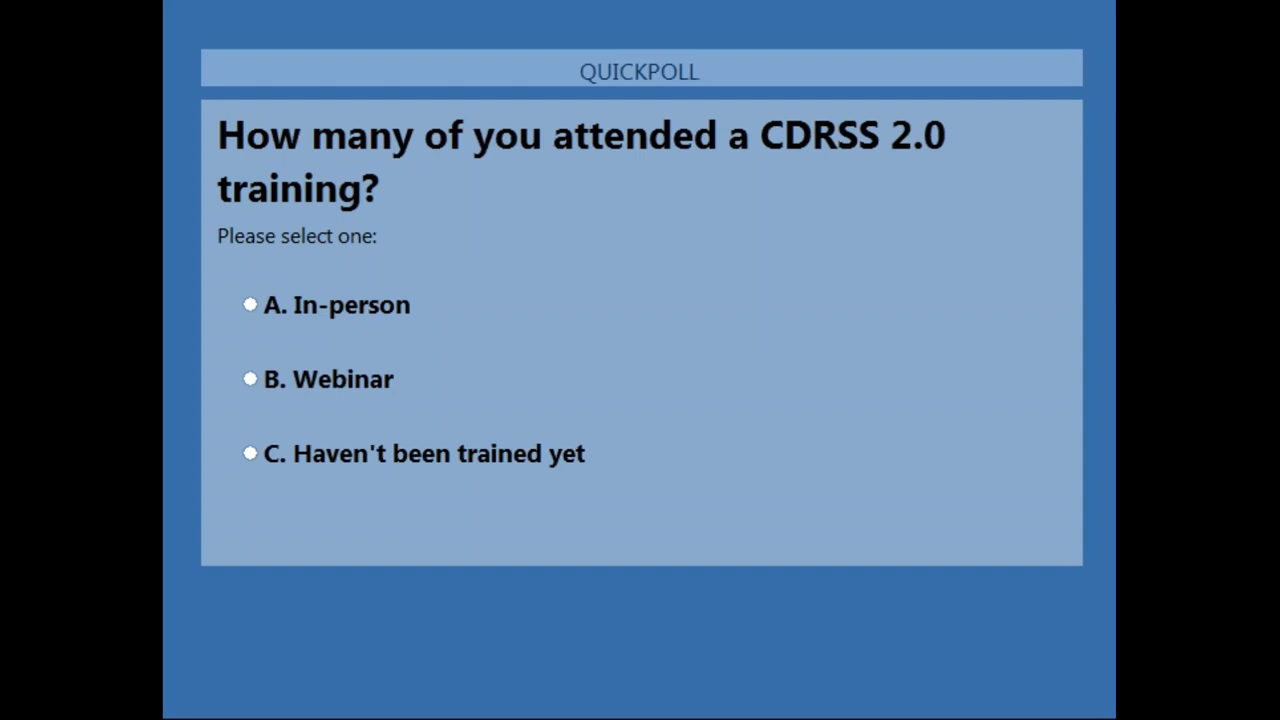 QUICKPOLL
How many of you attended a CDRSS 2.0
training?
Please select one:
A. In-person
B. Webinar
C. Haven't been trained yet